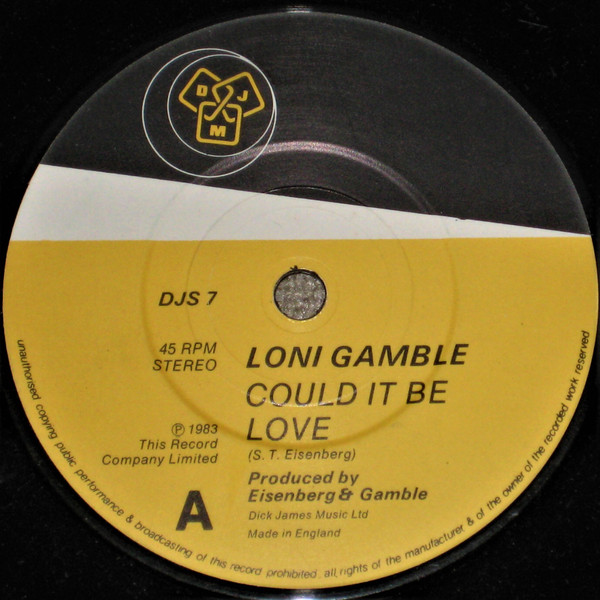 D J
M
DJS 7
45 RPM
STEREO
LONI GAMBLE
COULD IT BE
LOVE
(S. T. Eisenberg)
℗ 1983
This Record
Company Limited
Produced by
Eisenberg & Gamble
Dick James Music Ltd
Made in England
A
unauthorised copying public performance & broadcasting of this record prohibited. all rights of the manufacturer & of the owner of the recorded work reserved